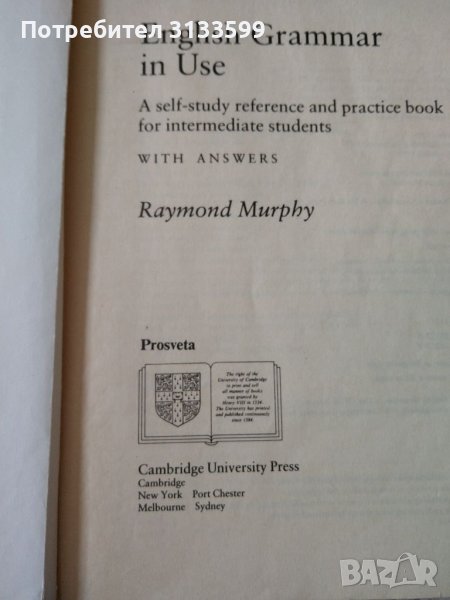 Потребител 3133599
English Grammar
in Use
A self-study reference and practice book
for intermediate students
WITH ANSWERS
Raymond Murphy
Prosveta
The right of the
University of Cambridge
to print and sell
all manner of books
was granted by
Henry VIII in 1534.
The University has printed
and published continuously
since 1584.
Cambridge University Press
Cambridge
New York Port Chester
Melbourne Sydney
BAZAR